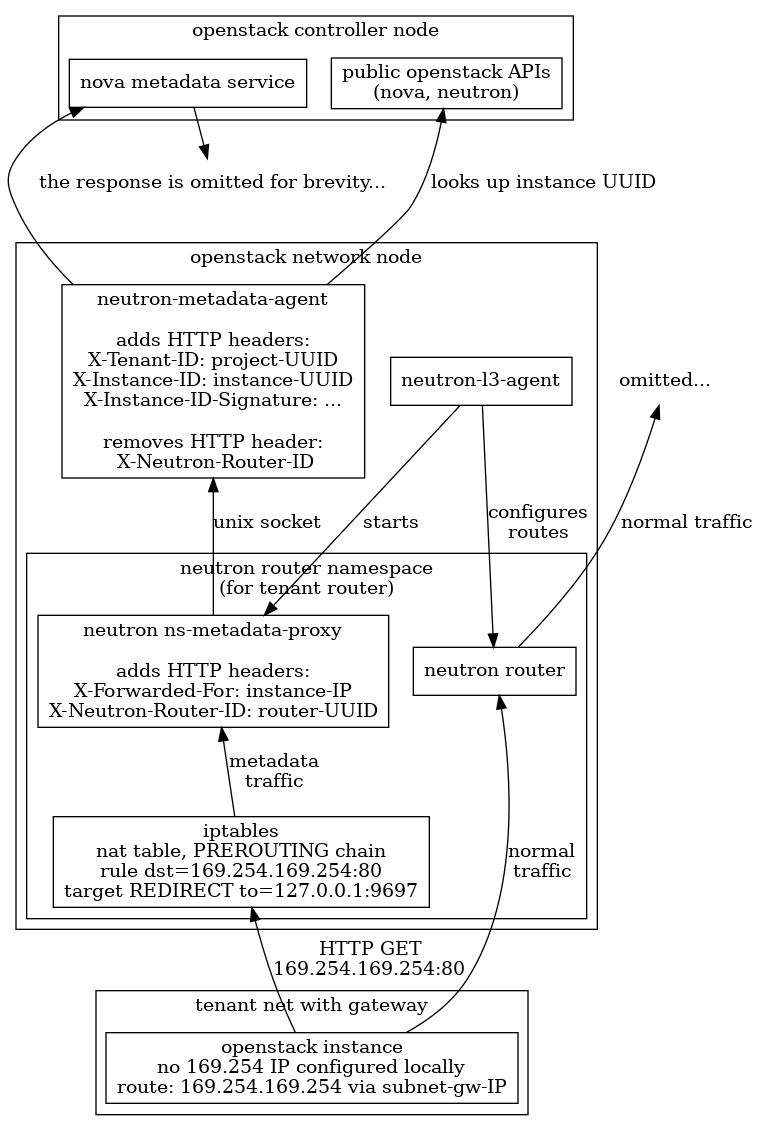 openstack controller node
nova metadata service
public openstack APIs
(nova, neutron)
the response is omitted for brevity...
looks up instance UUID
openstack network node
neutron-metadata-agent
adds HTTP headers:
X-Tenant-ID: project-UUID
X-Instance-ID: instance-UUID
X-Instance-ID-Signature: ...
removes HTTP header:
X-Neutron-Router-ID
neutron-l3-agent
omitted...
unix socket
starts
configures
routes
normal traffic
neutron router namespace
(for tenant router)
neutron ns-metadata-proxy
adds HTTP headers:
X-Forwarded-For: instance-IP
X-Neutron-Router-ID: router-UUID
neutron router
metadata
traffic
iptables
nat table, PREROUTING chain
rule dst=169.254.169.254:80
target REDIRECT to=127.0.0.1:9697
normal
traffic
HTTP GET
169.254.169.254:80
tenant net with gateway
openstack instance
no 169.254 IP configured locally
route: 169.254.169.254 via subnet-gw-IP